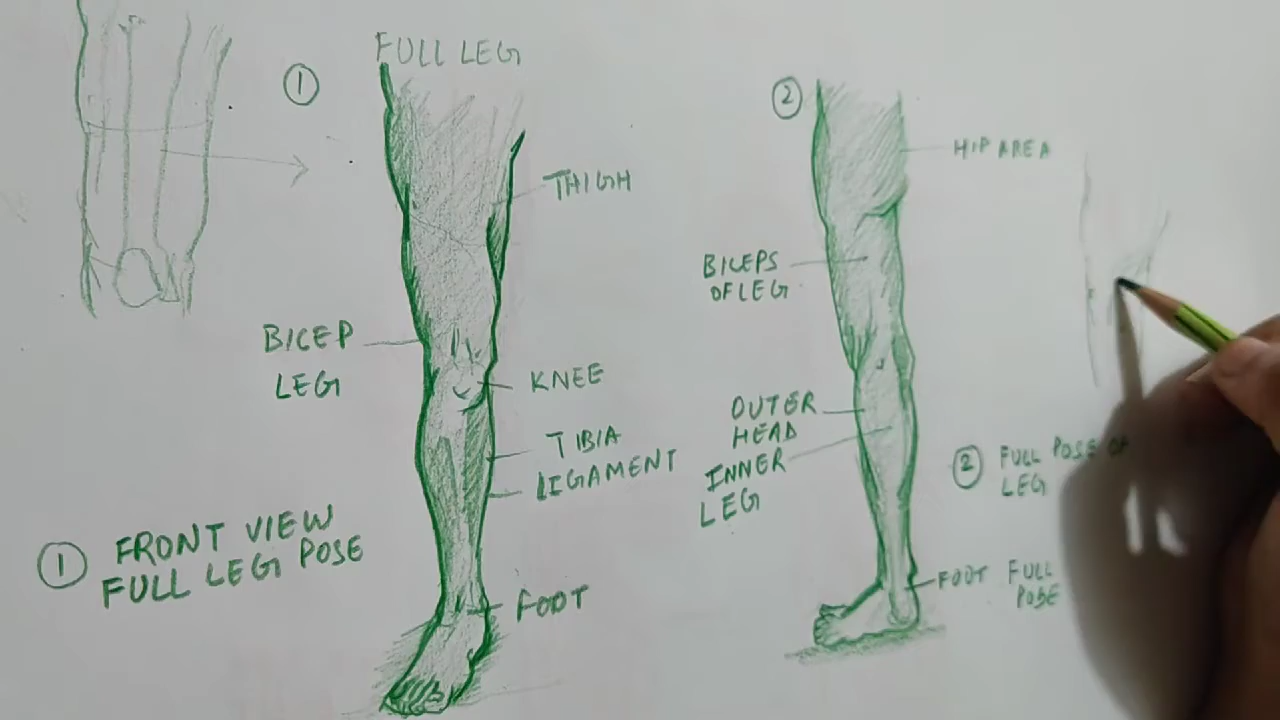 ①
FULL LEG
THIGH
BICEP
LEG
KNEE
TIBIA
LIGAMENT
① FRONT VIEW
FULL LEG POSE
FOOT
②
HIP AREA
BICEPS
OF LEG
OUTER
HEAD
INNER
LEG
② FULL POSE OF
LEG
FOOT FULL
POSE